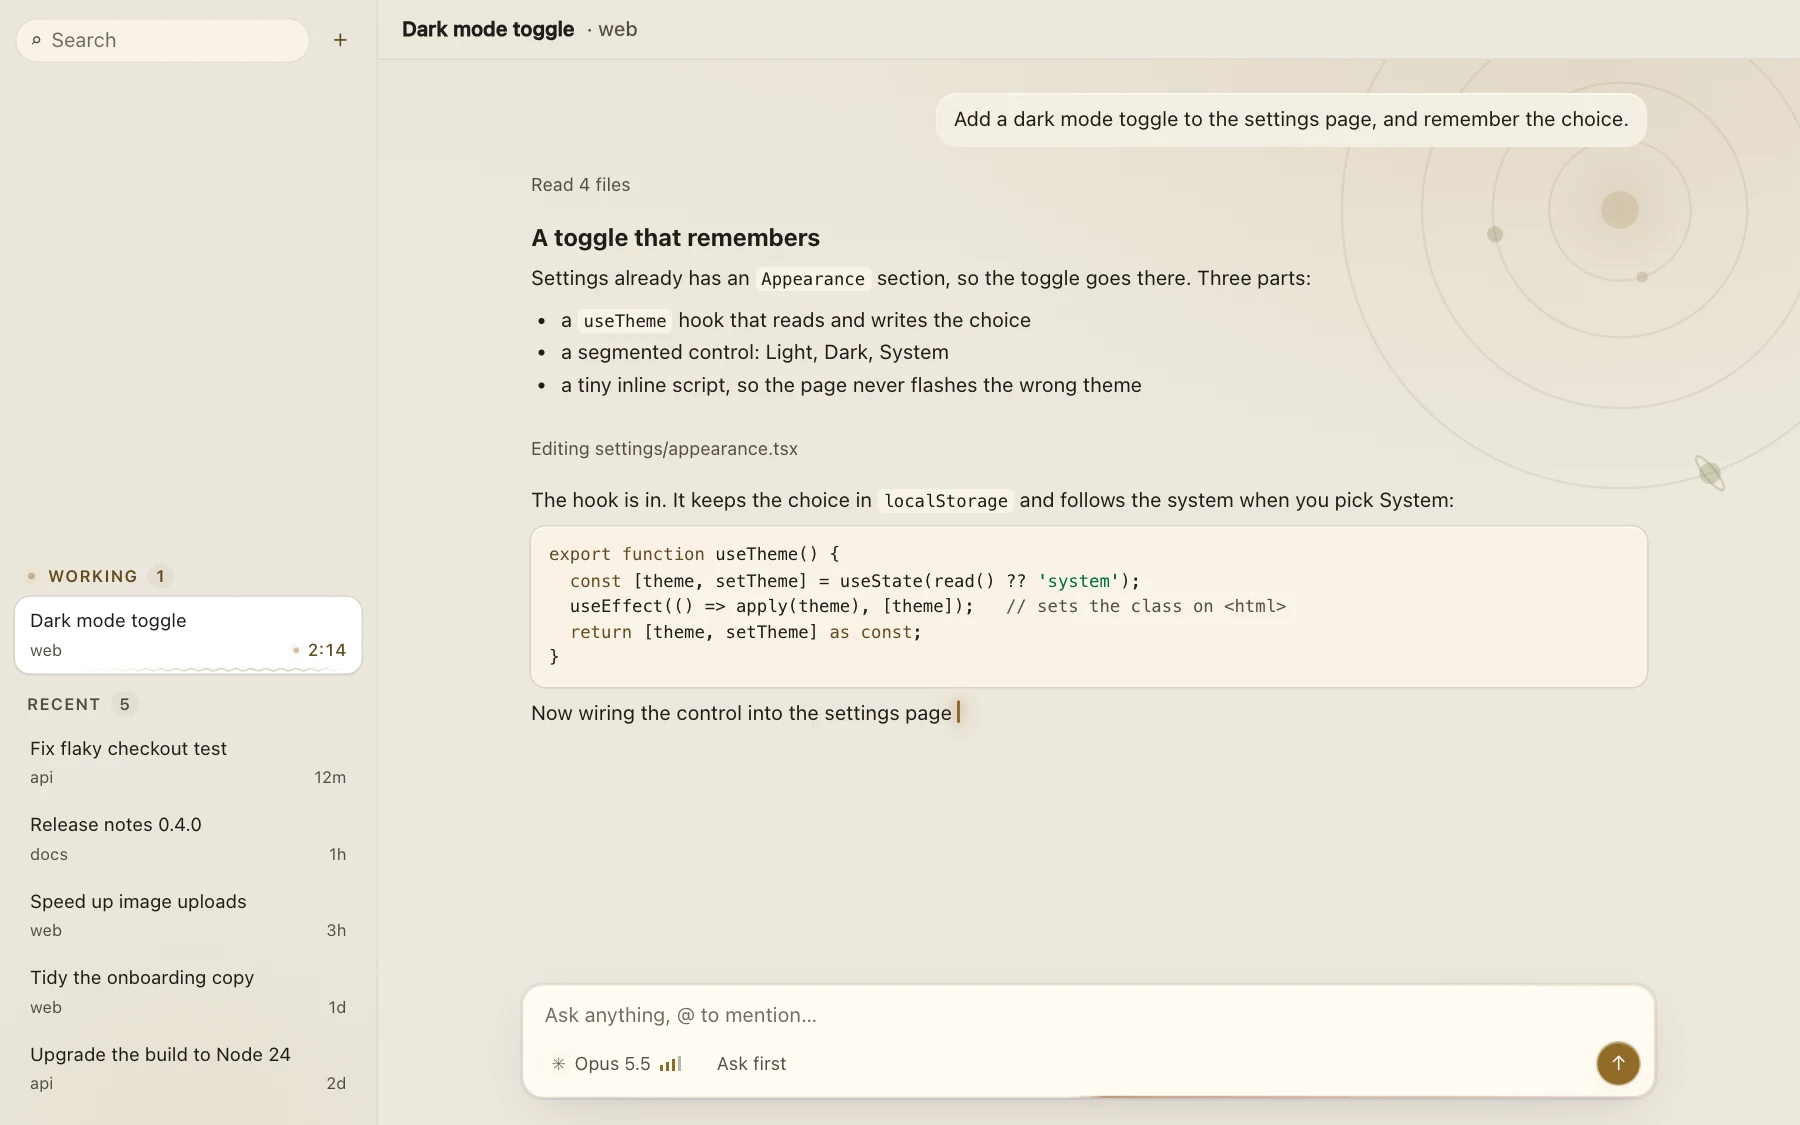 Search
+
WORKING 1
Dark mode toggle
web 2:14
RECENT 5
Fix flaky checkout test
api 12m
Release notes 0.4.0
docs 1h
Speed up image uploads
web 3h
Tidy the onboarding copy
web 1d
Upgrade the build to Node 24
api 2d
Dark mode toggle · web
Add a dark mode toggle to the settings page, and remember the choice.
Read 4 files
A toggle that remembers
Settings already has an Appearance section, so the toggle goes there. Three parts:
• a useTheme hook that reads and writes the choice
• a segmented control: Light, Dark, System
• a tiny inline script, so the page never flashes the wrong theme
Editing settings/appearance.tsx
The hook is in. It keeps the choice in localStorage and follows the system when you pick System:
export function useTheme() {
  const [theme, setTheme] = useState(read() ?? 'system');
  useEffect(() => apply(theme), [theme]);   // sets the class on <html>
  return [theme, setTheme] as const;
}
Now wiring the control into the settings page
Ask anything, @ to mention...
Opus 5.5 Ask first